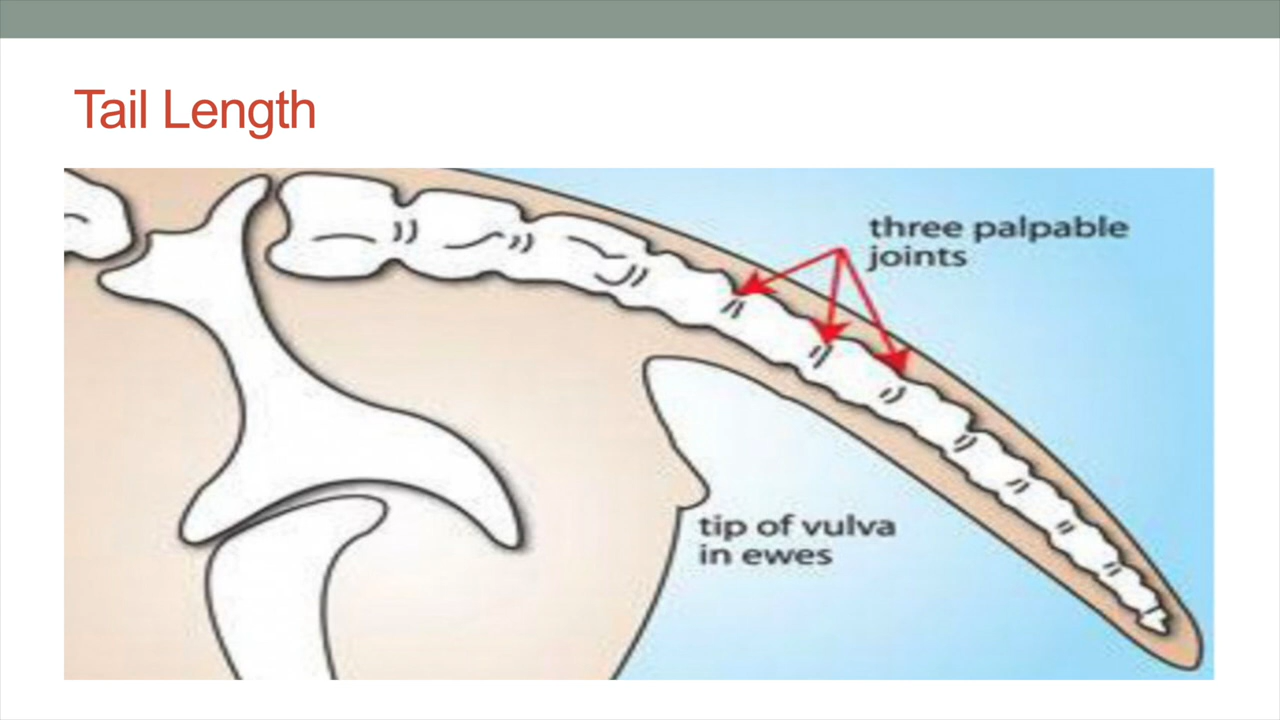 Tail Length
three palpable
joints
tip of vulva
in ewes